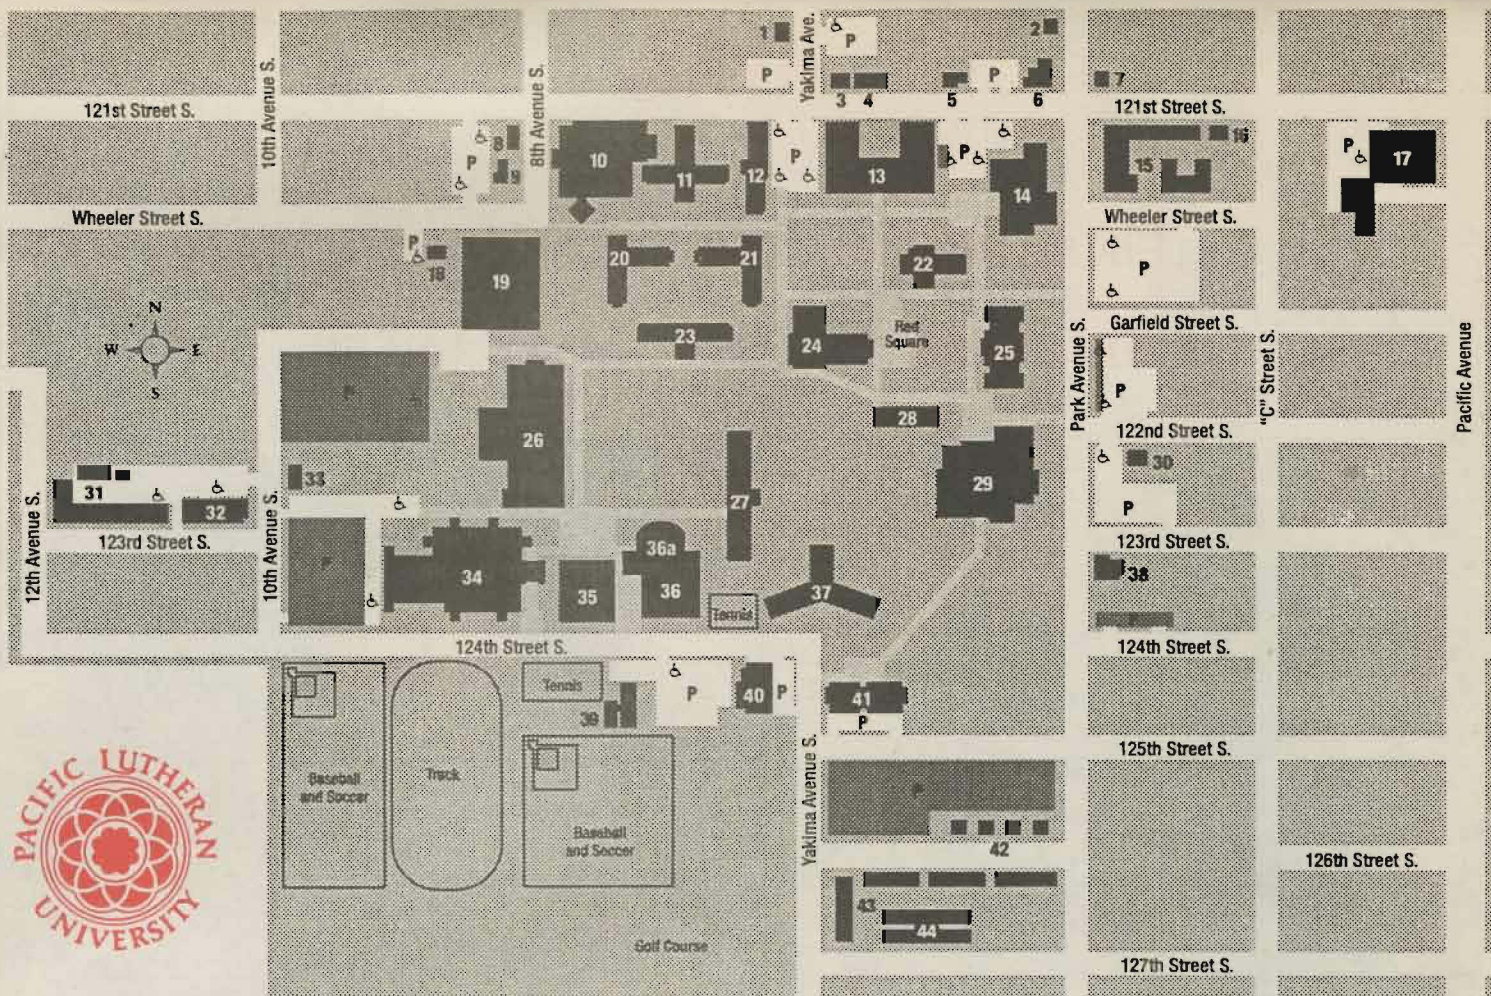 1
2
P
P
P
7
3
4
5
6
Yakima Ave.
121st Street S.
10th Avenue S.
8th Avenue S.
121st Street S.
P
8
9
10
11
12
P
13
P
14
15
16
P
17
Wheeler Street S.
Wheeler Street S.
P
18
19
20
21
22
P
N
W
E
S
23
24
Red
Square
25
Garfield Street S.
Park Avenue S.
"C" Street S.
Pacific Avenue
P
P
26
28
122nd Street S.
31
32
33
27
29
30
P
12th Avenue S.
123rd Street S.
10th Avenue S.
P
34
35
36a
36
Tennis
37
123rd Street S.
38
P
124th Street S.
124th Street S.
Tennis
39
P
40
P
41
P
Baseball
and Soccer
Track
Baseball
and Soccer
Yakima Avenue S.
125th Street S.
P
42
126th Street S.
43
44
Golf Course
127th Street S.
PACIFIC LUTHERAN
UNIVERSITY